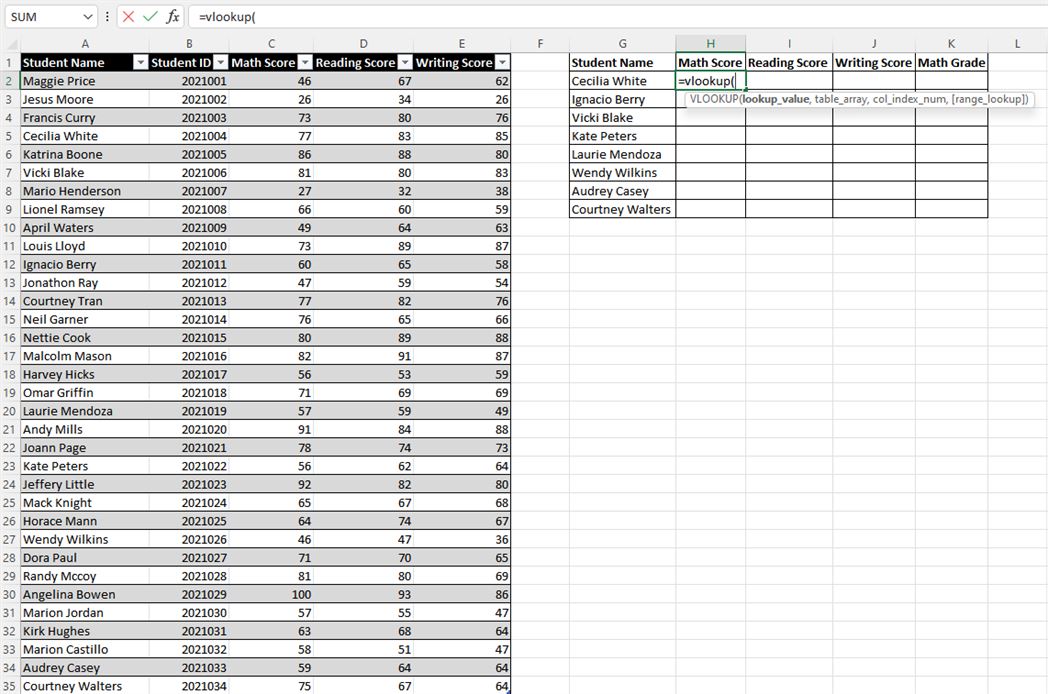 SUM fx =vlookup(
A B C D E F G H I J K L
1 Student Name Student ID Math Score Reading Score Writing Score Student Name Math Score Reading Score Writing Score Math Grade
2 Maggie Price 2021001 46 67 62 Cecilia White =vlookup(
3 Jesus Moore 2021002 26 34 26 Ignacio Berry VLOOKUP(lookup_value, table_array, col_index_num, [range_lookup])
4 Francis Curry 2021003 73 80 76 Vicki Blake
5 Cecilia White 2021004 77 83 85 Kate Peters
6 Katrina Boone 2021005 86 88 80 Laurie Mendoza
7 Vicki Blake 2021006 81 80 83 Wendy Wilkins
8 Mario Henderson 2021007 27 32 38 Audrey Casey
9 Lionel Ramsey 2021008 66 60 59 Courtney Walters
10 April Waters 2021009 49 64 63
11 Louis Lloyd 2021010 73 89 87
12 Ignacio Berry 2021011 60 65 58
13 Jonathon Ray 2021012 47 59 54
14 Courtney Tran 2021013 77 82 76
15 Neil Garner 2021014 76 65 66
16 Nettie Cook 2021015 80 89 88
17 Malcolm Mason 2021016 82 91 87
18 Harvey Hicks 2021017 56 53 59
19 Omar Griffin 2021018 71 69 69
20 Laurie Mendoza 2021019 57 59 49
21 Andy Mills 2021020 91 84 88
22 Joann Page 2021021 78 74 73
23 Kate Peters 2021022 56 62 64
24 Jeffery Little 2021023 92 82 80
25 Mack Knight 2021024 65 67 68
26 Horace Mann 2021025 64 74 67
27 Wendy Wilkins 2021026 46 47 36
28 Dora Paul 2021027 71 70 65
29 Randy Mccoy 2021028 81 80 69
30 Angelina Bowen 2021029 100 93 86
31 Marion Jordan 2021030 57 55 47
32 Kirk Hughes 2021031 63 68 64
33 Marion Castillo 2021032 58 51 47
34 Audrey Casey 2021033 59 64 64
35 Courtney Walters 2021034 75 67 64